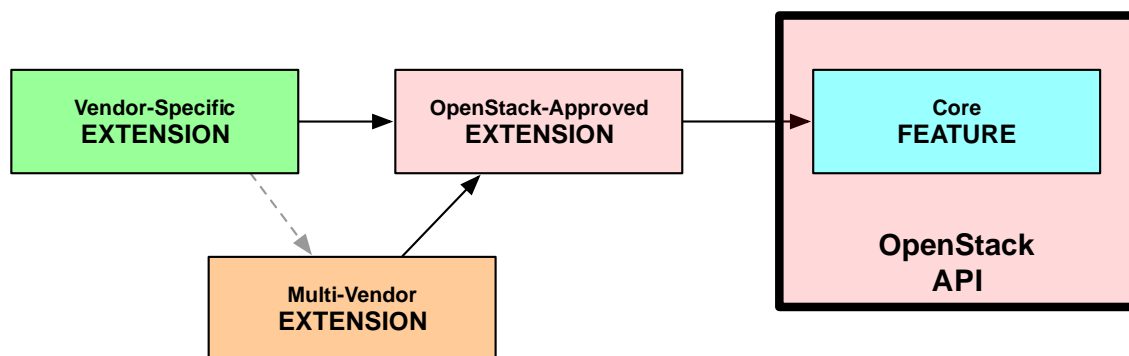 Vendor-Specific
EXTENSION
OpenStack-Approved
EXTENSION
Core
FEATURE
OpenStack
API
Multi-Vendor
EXTENSION